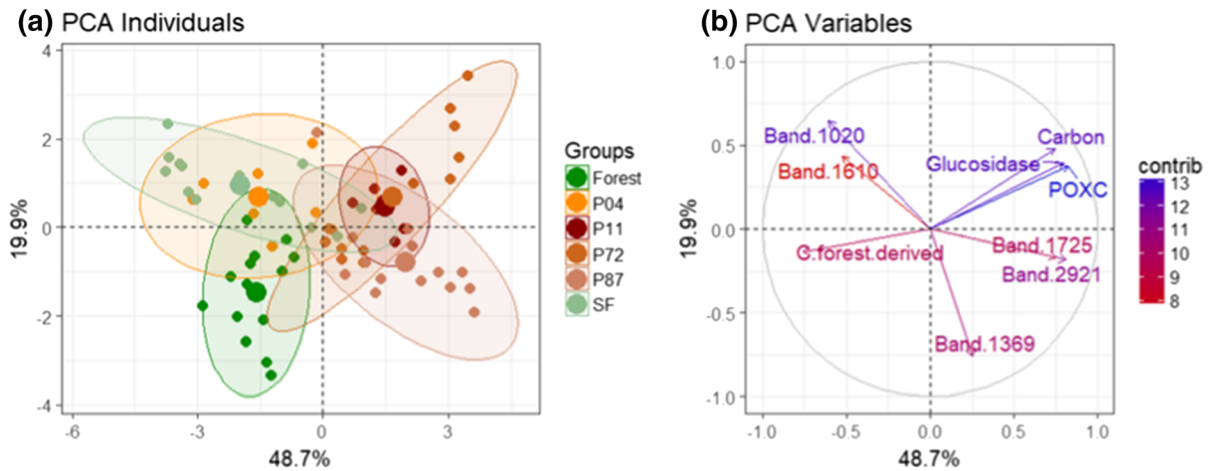 (a) PCA Individuals
4
2
0
-2
-4
19.9%
-6
-3
0
3
48.7%
Groups
Forest
P04
P11
P72
P87
SF
(b) PCA Variables
1.0
0.5
0.0
-0.5
-1.0
19.9%
Band.1020
Band.1610
Carbon
Glucosidase
POXC
C.forest.derived
Band.1725
Band.2921
Band.1369
-1.0
-0.5
0.0
0.5
1.0
48.7%
contrib
13
12
11
10
9
8